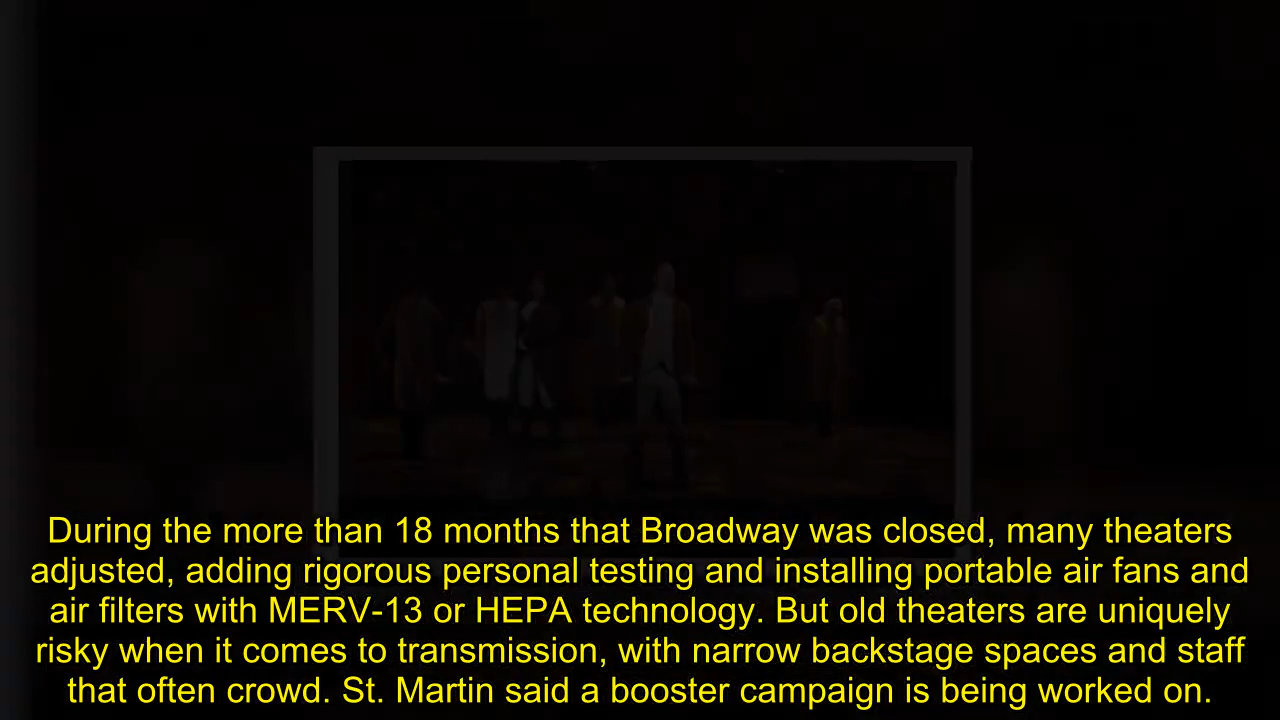 During the more than 18 months that Broadway was closed, many theaters
adjusted, adding rigorous personal testing and installing portable air fans and
air filters with MERV-13 or HEPA technology. But old theaters are uniquely
risky when it comes to transmission, with narrow backstage spaces and staff
that often crowd. St. Martin said a booster campaign is being worked on.